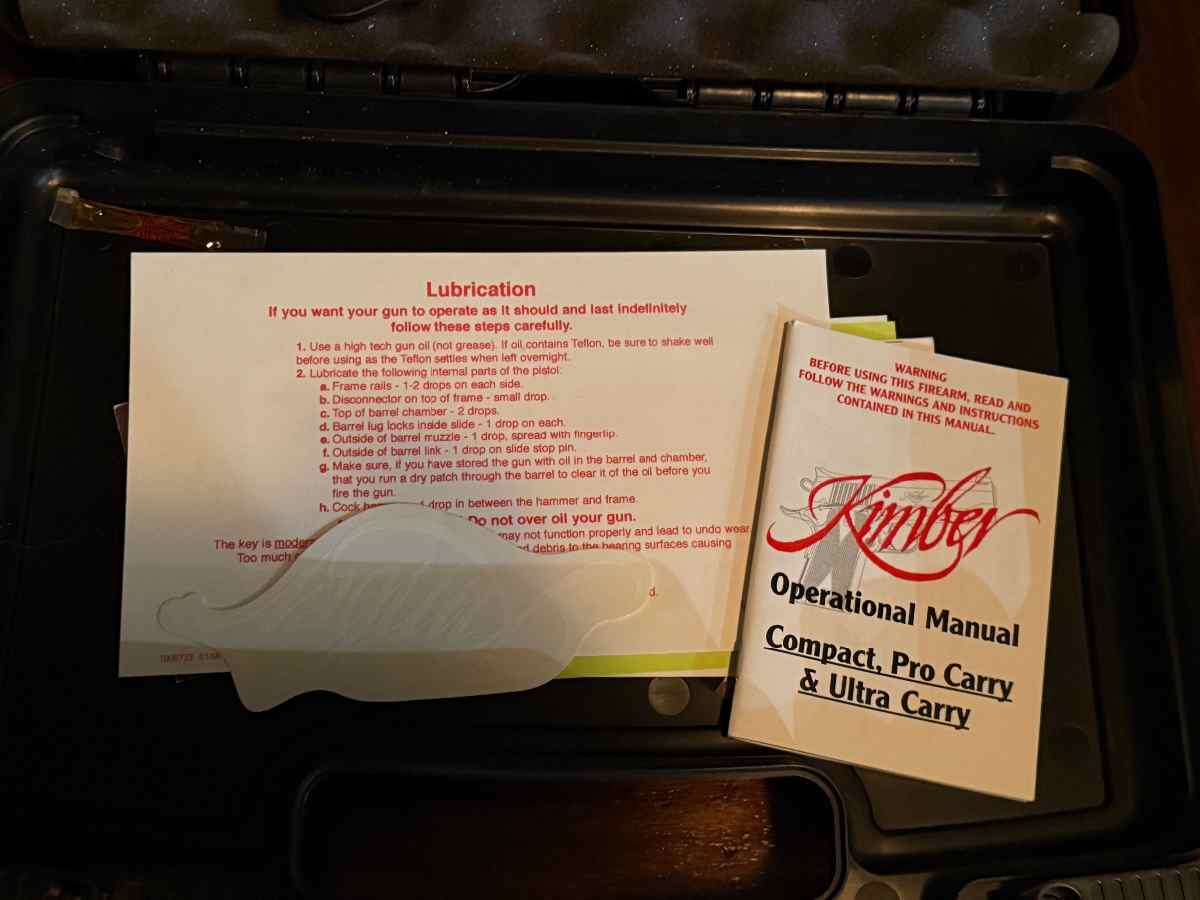 Lubrication
If you want your gun to operate as it should and last indefinitely
follow these steps carefully.
1. Use a high tech gun oil (not grease). If oil contains Teflon, be sure to shake well
before using as the Teflon settles when left overnight.
2. Lubricate the following internal parts of the pistol:
a. Frame rails - 1-2 drops on each side.
b. Disconnector on top of frame - small drop.
c. Top of barrel chamber - 2 drops.
d. Barrel lug locks inside slide - 1 drop on each.
e. Outside of barrel muzzle - 1 drop, spread with fingertip.
f. Outside of barrel link - 1 drop on slide stop pin.
g. Make sure, if you have stored the gun with oil in the barrel and chamber,
that you run a dry patch through the barrel to clear it of the oil before you
fire the gun.
h. Cock drop in between the hammer and frame.
Do not over oil your gun.
The key is may not function properly and lead to undo wear.
Too much debris to the bearing surfaces causing
d.
WARNING
BEFORE USING THIS FIREARM, READ AND
FOLLOW THE WARNINGS AND INSTRUCTIONS
CONTAINED IN THIS MANUAL.
Kimber
Operational Manual
Compact, Pro Carry
& Ultra Carry